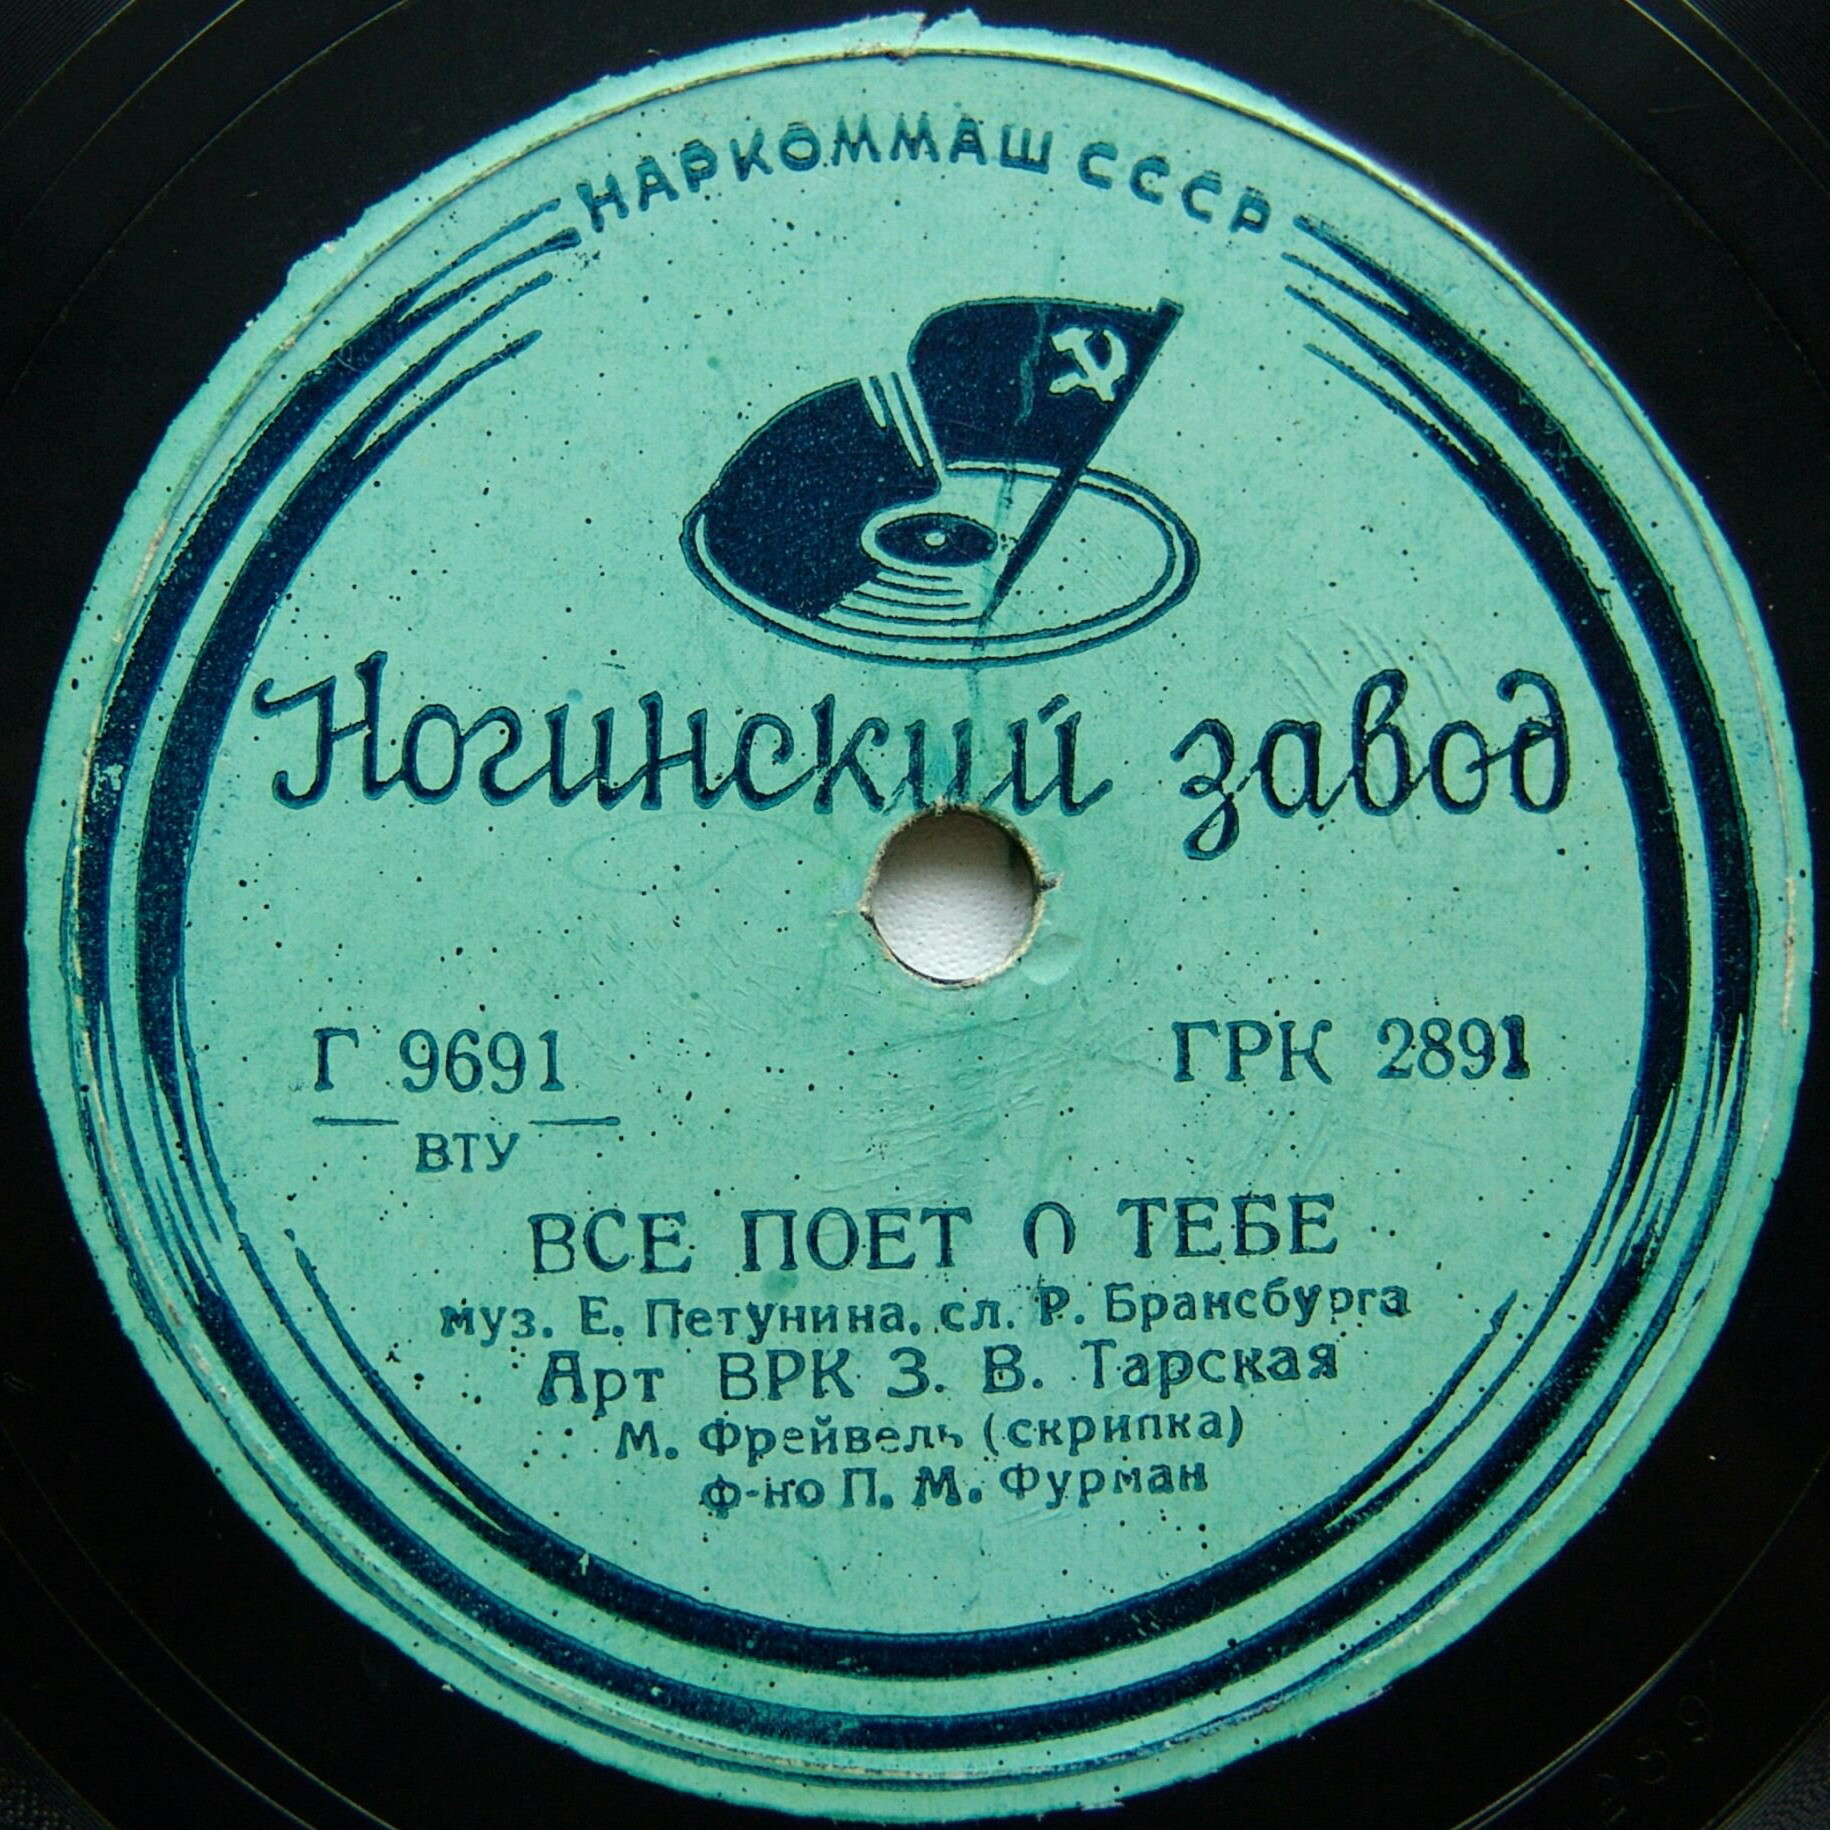 НАРКОММАШ СССР
Ногинский завод
Г 9691 ГРК 2891
ВТУ
ВСЕ ПОЕТ О ТЕБЕ
муз. Е. Петунина, сл. Р. Брансбурга
Арт ВРК З. В. Тарская
М. Фрейвель (скрипка)
ф-но П. М. Фурман